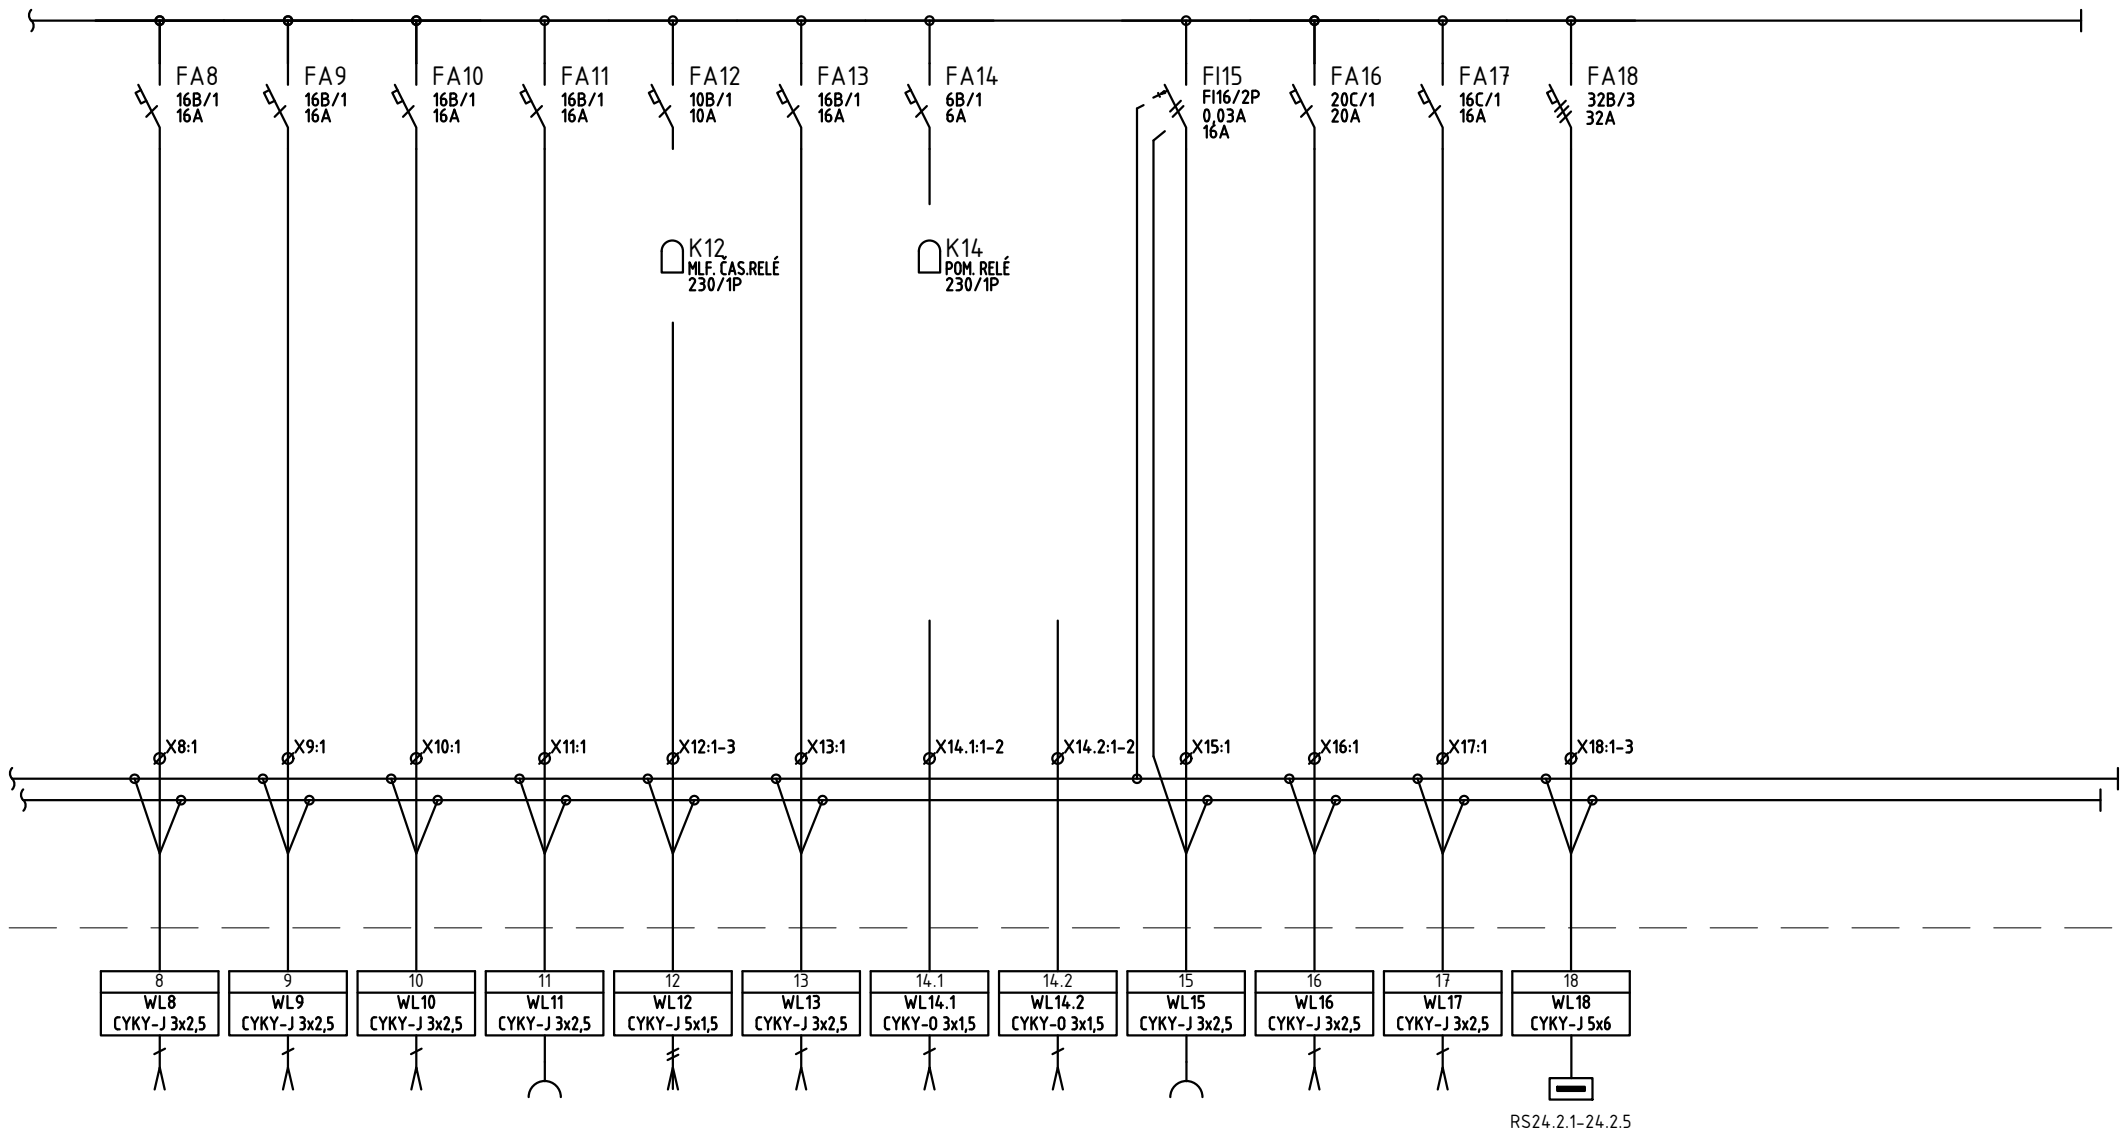 FA8
16B/1
16A
FA9
16B/1
16A
FA10
16B/1
16A
FA11
16B/1
16A
FA12
10B/1
10A
FA13
16B/1
16A
FA14
6B/1
6A
FI15
FI16/2P
0,03A
16A
FA16
20C/1
20A
FA17
16C/1
16A
FA18
32B/3
32A
K12
MLF. ČAS.RELÉ
230/1P
K14
POM. RELÉ
230/1P
X8:1
X9:1
X10:1
X11:1
X12:1-3
X13:1
X14.1:1-2
X14.2:1-2
X15:1
X16:1
X17:1
X18:1-3
8
WL8
CYKY-J 3x2,5
9
WL9
CYKY-J 3x2,5
10
WL10
CYKY-J 3x2,5
11
WL11
CYKY-J 3x2,5
12
WL12
CYKY-J 5x1,5
13
WL13
CYKY-J 3x2,5
14.1
WL14.1
CYKY-O 3x1,5
14.2
WL14.2
CYKY-O 3x1,5
15
WL15
CYKY-J 3x2,5
16
WL16
CYKY-J 3x2,5
17
WL17
CYKY-J 3x2,5
18
WL18
CYKY-J 5x6
RS24.2.1-24.2.5